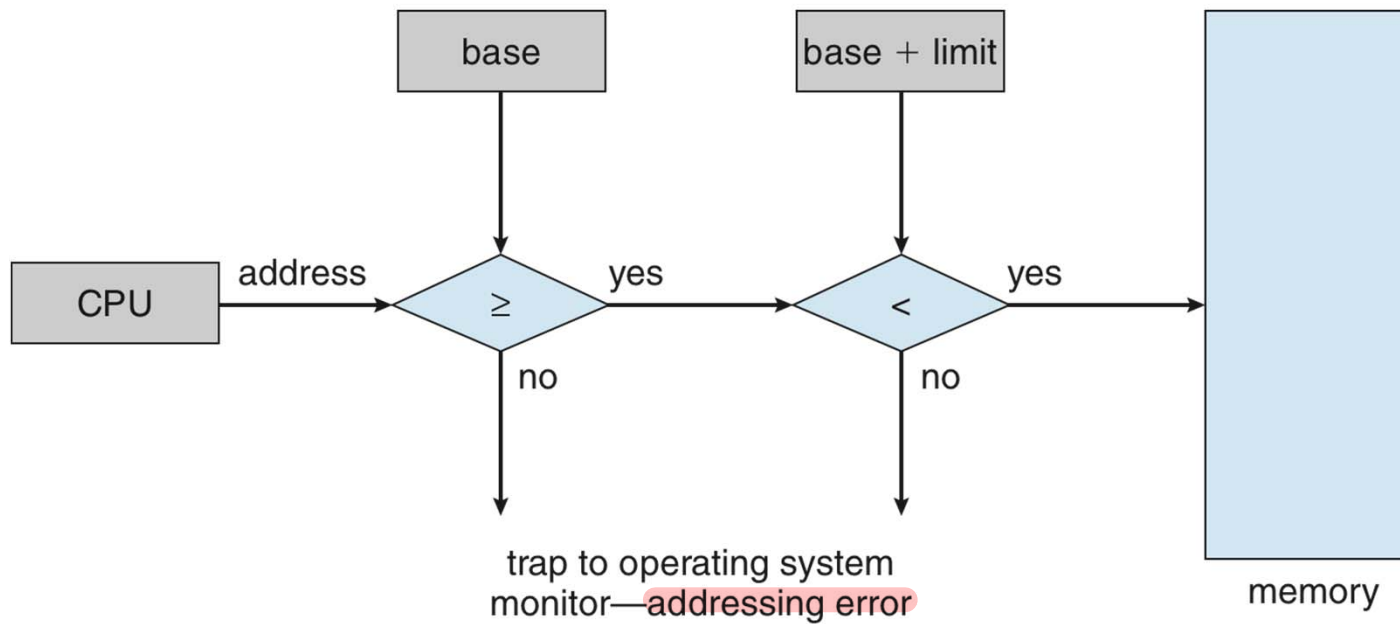 base
base + limit
CPU
address
≥
yes
<
yes
no
no
trap to operating system
monitor—addressing error
memory